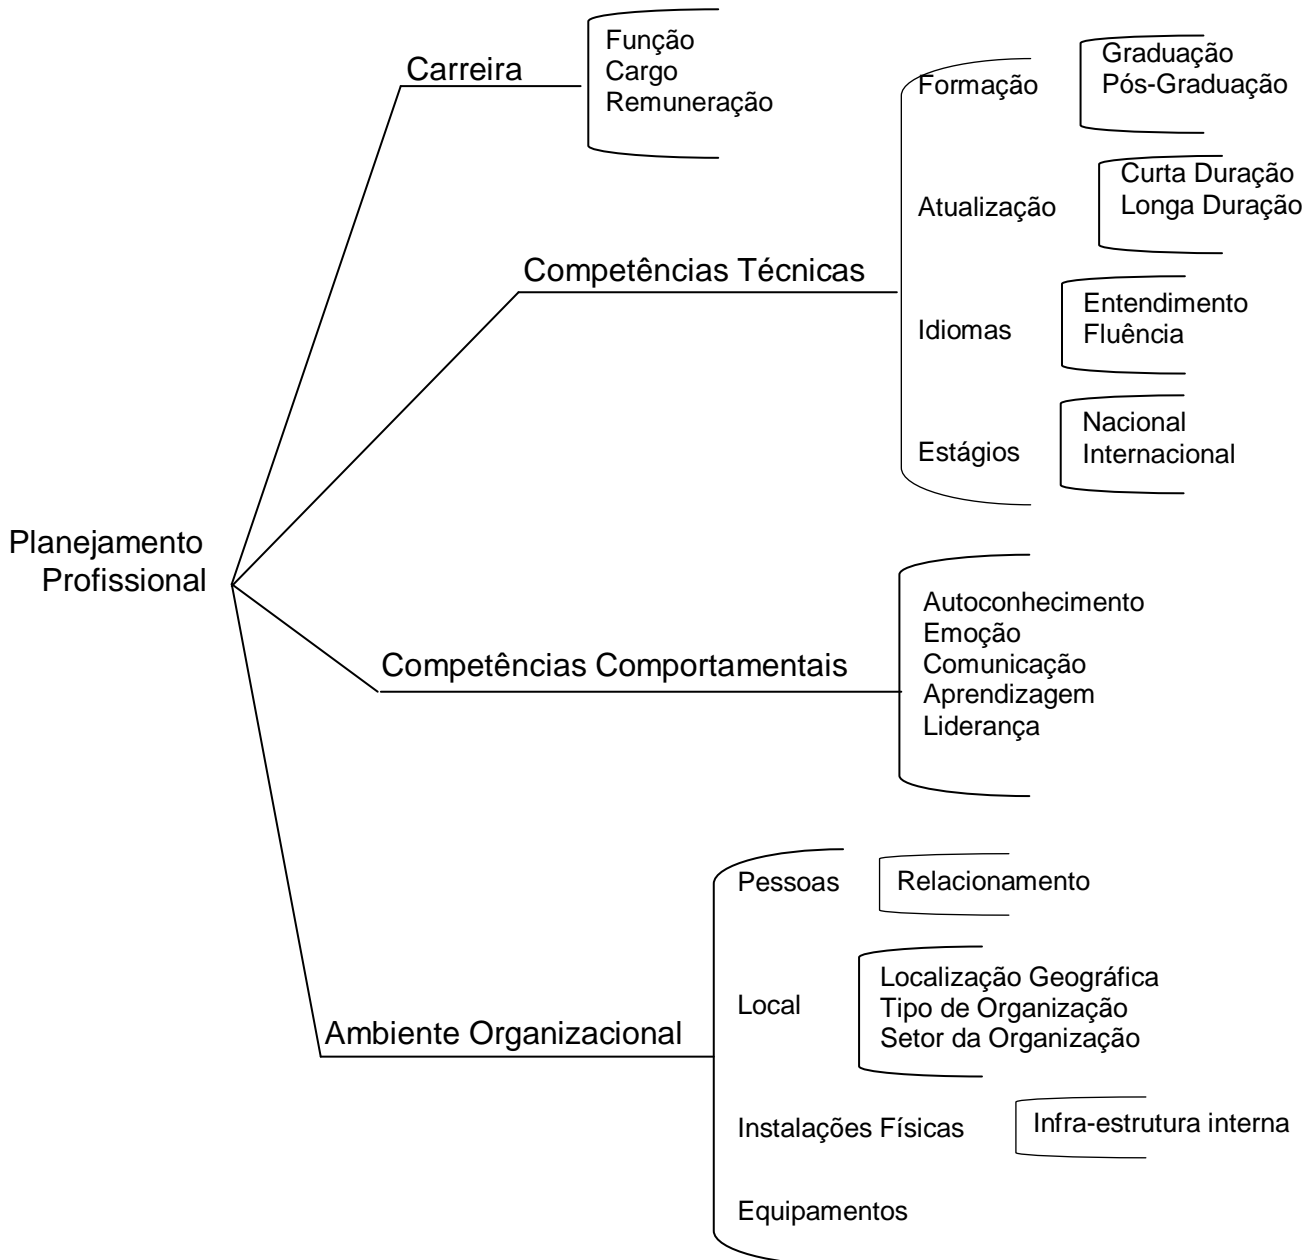 Planejamento
Profissional
Carreira
Função
Cargo
Remuneração
Competências Técnicas
Formação
Graduação
Pós-Graduação
Atualização
Curta Duração
Longa Duração
Idiomas
Entendimento
Fluência
Estágios
Nacional
Internacional
Competências Comportamentais
Autoconhecimento
Emoção
Comunicação
Aprendizagem
Liderança
Ambiente Organizacional
Pessoas
Relacionamento
Local
Localização Geográfica
Tipo de Organização
Setor da Organização
Instalações Físicas
Infra-estrutura interna
Equipamentos